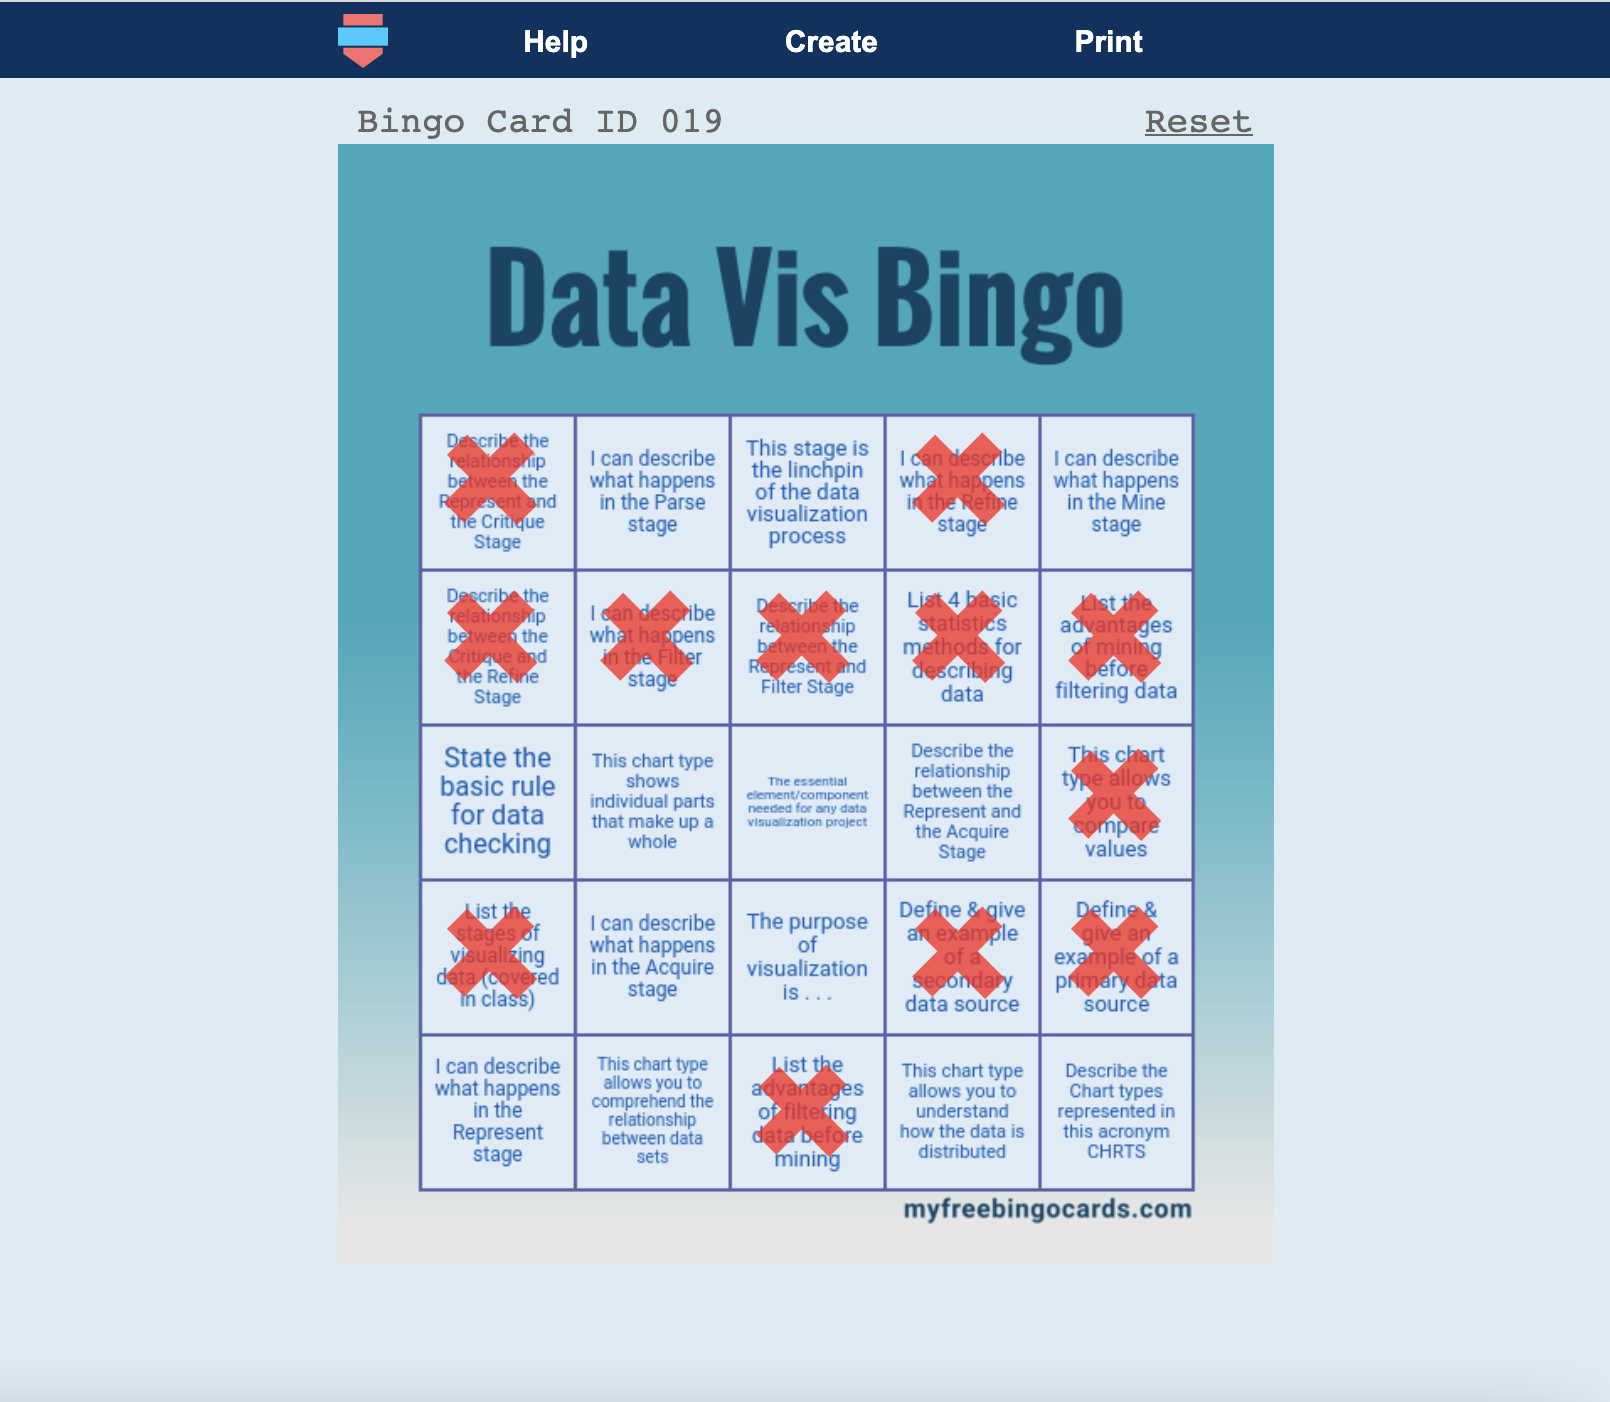 Help Create Print
Bingo Card ID 019 Reset
Data Vis Bingo
Describe the
relationship
between the
Represent and
the Critique
Stage
I can describe
what happens
in the Parse
stage
This stage is
the linchpin
of the data
visualization
process
I can describe
what happens
in the Refine
stage
I can describe
what happens
in the Mine
stage
Describe the
relationship
between the
Critique and
the Refine
Stage
I can describe
what happens
in the Filter
stage
Describe the
relationship
between the
Represent and
Filter Stage
List 4 basic
statistics
methods for
describing
data
List the
advantages
of mining
before
filtering data
State the
basic rule
for data
checking
This chart type
shows
individual parts
that make up a
whole
The essential
element/component
needed for any data
visualization project
Describe the
relationship
between the
Represent and
the Acquire
Stage
This chart
type allows
you to
compare
values
List the
stages of
visualizing
data (covered
in class)
I can describe
what happens
in the Acquire
stage
The purpose
of
visualization
is . . .
Define & give
an example
of a
secondary
data source
Define &
give an
example of a
primary data
source
I can describe
what happens
in the
Represent
stage
This chart type
allows you to
comprehend the
relationship
between data
sets
List the
advantages
of filtering
data before
mining
This chart type
allows you to
understand
how the data is
distributed
Describe the
Chart types
represented in
this acronym
CHRTS
myfreebingocards.com